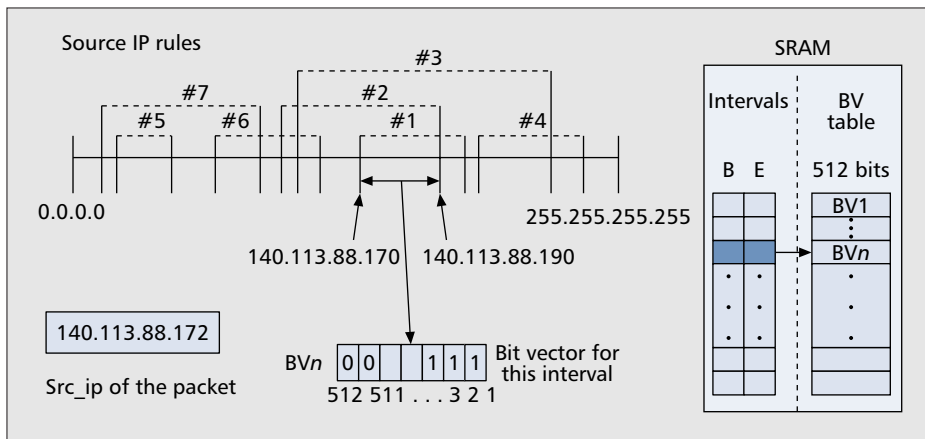 Source IP rules
SRAM
#3
#7
#2
#5
#6
#1
#4
Intervals
BV
table
B
E
512 bits
0.0.0.0
255.255.255.255
BV1
140.113.88.170
140.113.88.190
BVn
140.113.88.172
Src_ip of the packet
BVn
0 0 1 1 1
Bit vector for
this interval
512 511 . . . 3 2 1